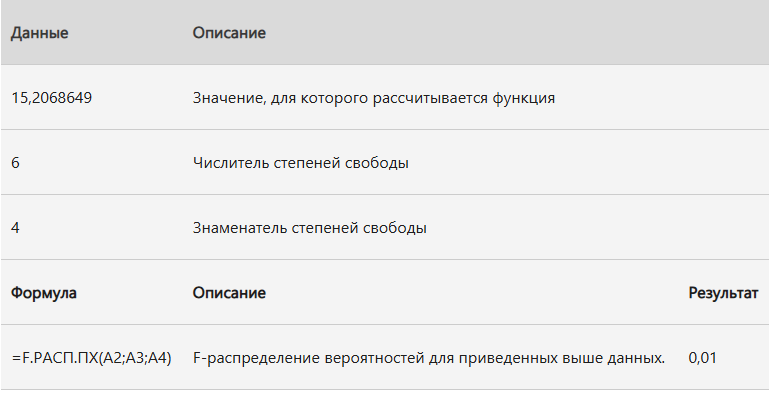 Данные Описание
15,2068649 Значение, для которого рассчитывается функция
6 Числитель степеней свободы
4 Знаменатель степеней свободы
Формула Описание Результат
=F.РАСП.ПХ(A2;A3;A4) F-распределение вероятностей для приведенных выше данных. 0,01